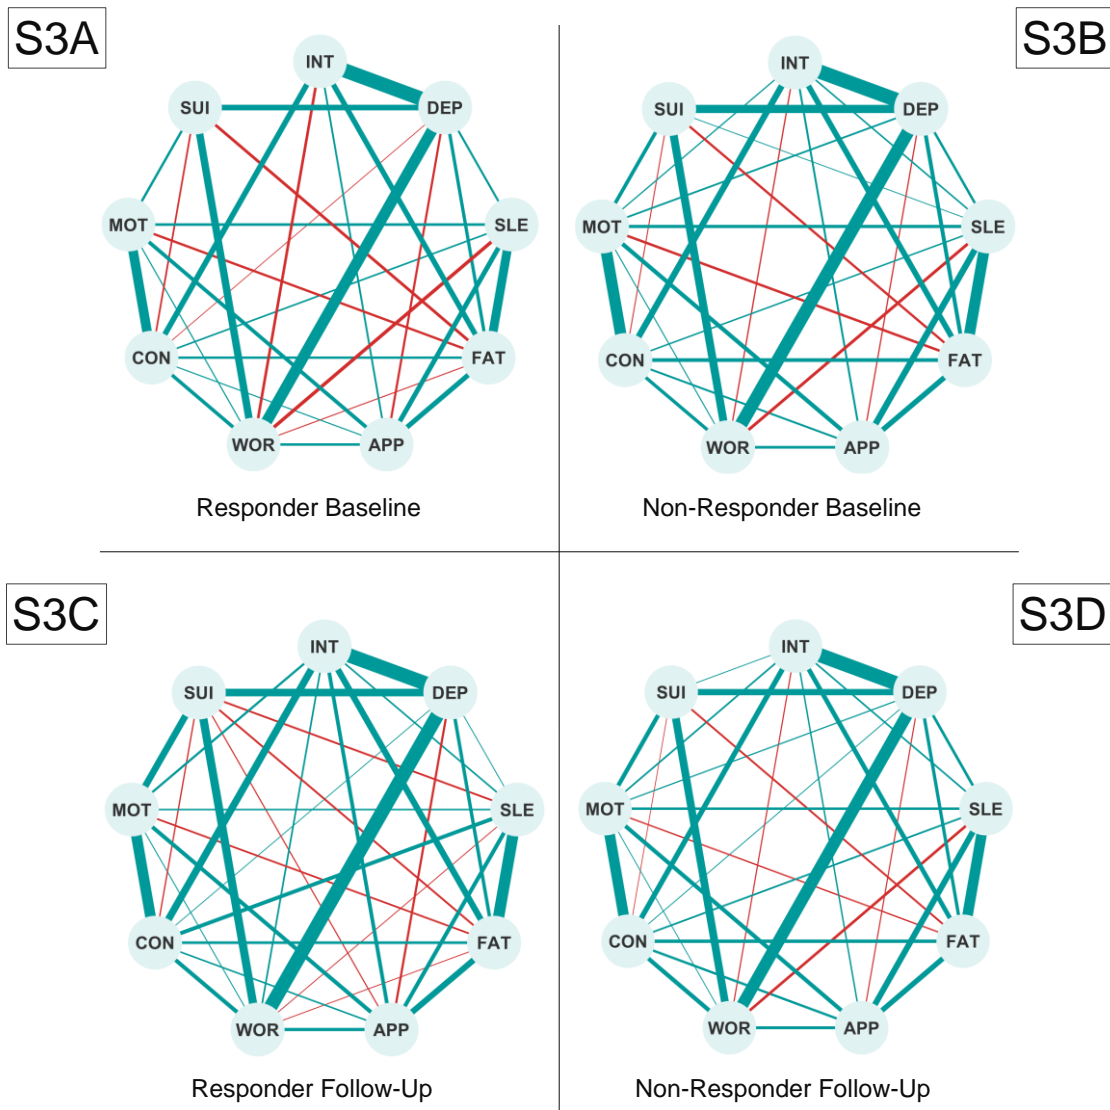 S3A
INT
DEP
SUI
SLE
MOT
CON
FAT
WOR
APP
Responder Baseline
S3B
INT
DEP
SUI
SLE
MOT
CON
FAT
WOR
APP
Non-Responder Baseline
S3C
INT
DEP
SUI
SLE
MOT
CON
FAT
WOR
APP
Responder Follow-Up
S3D
INT
DEP
SUI
SLE
MOT
CON
FAT
WOR
APP
Non-Responder Follow-Up